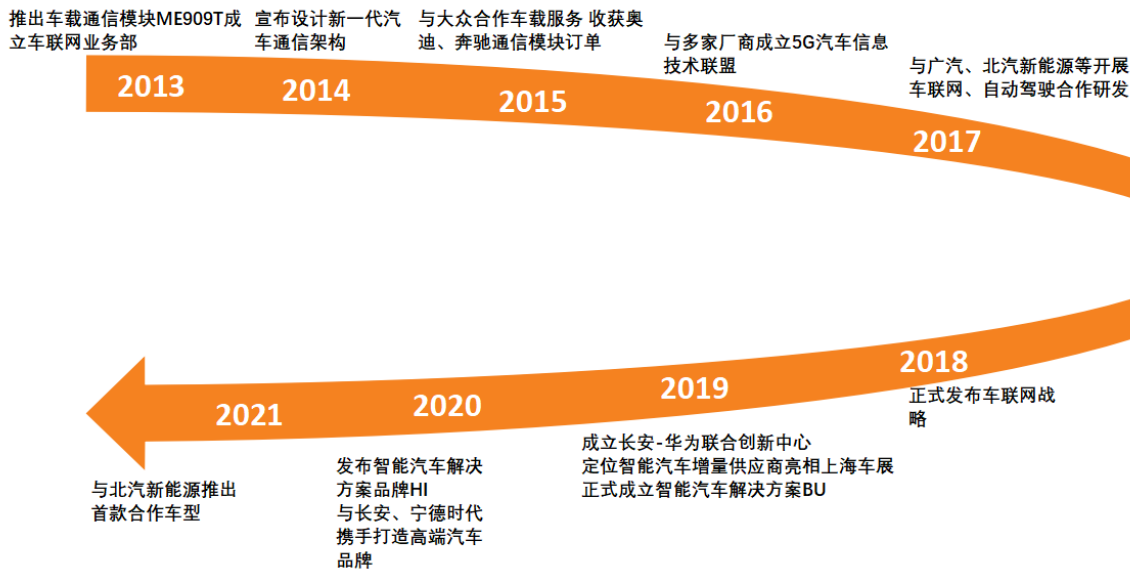 推出车载通信模块ME909T成
立车联网业务部
2013
宣布设计新一代汽
车通信架构
2014
与大众合作车载服务 收获奥
迪、奔驰通信模块订单
2015
与多家厂商成立5G汽车信息
技术联盟
2016
与广汽、北汽新能源等开展
车联网、自动驾驶合作研发
2017
2018
正式发布车联网战
略
2019
成立长安-华为联合创新中心
定位智能汽车增量供应商亮相上海车展
正式成立智能汽车解决方案BU
2020
发布智能汽车解决
方案品牌HI
与长安、宁德时代
携手打造高端汽车
品牌
2021
与北汽新能源推出
首款合作车型